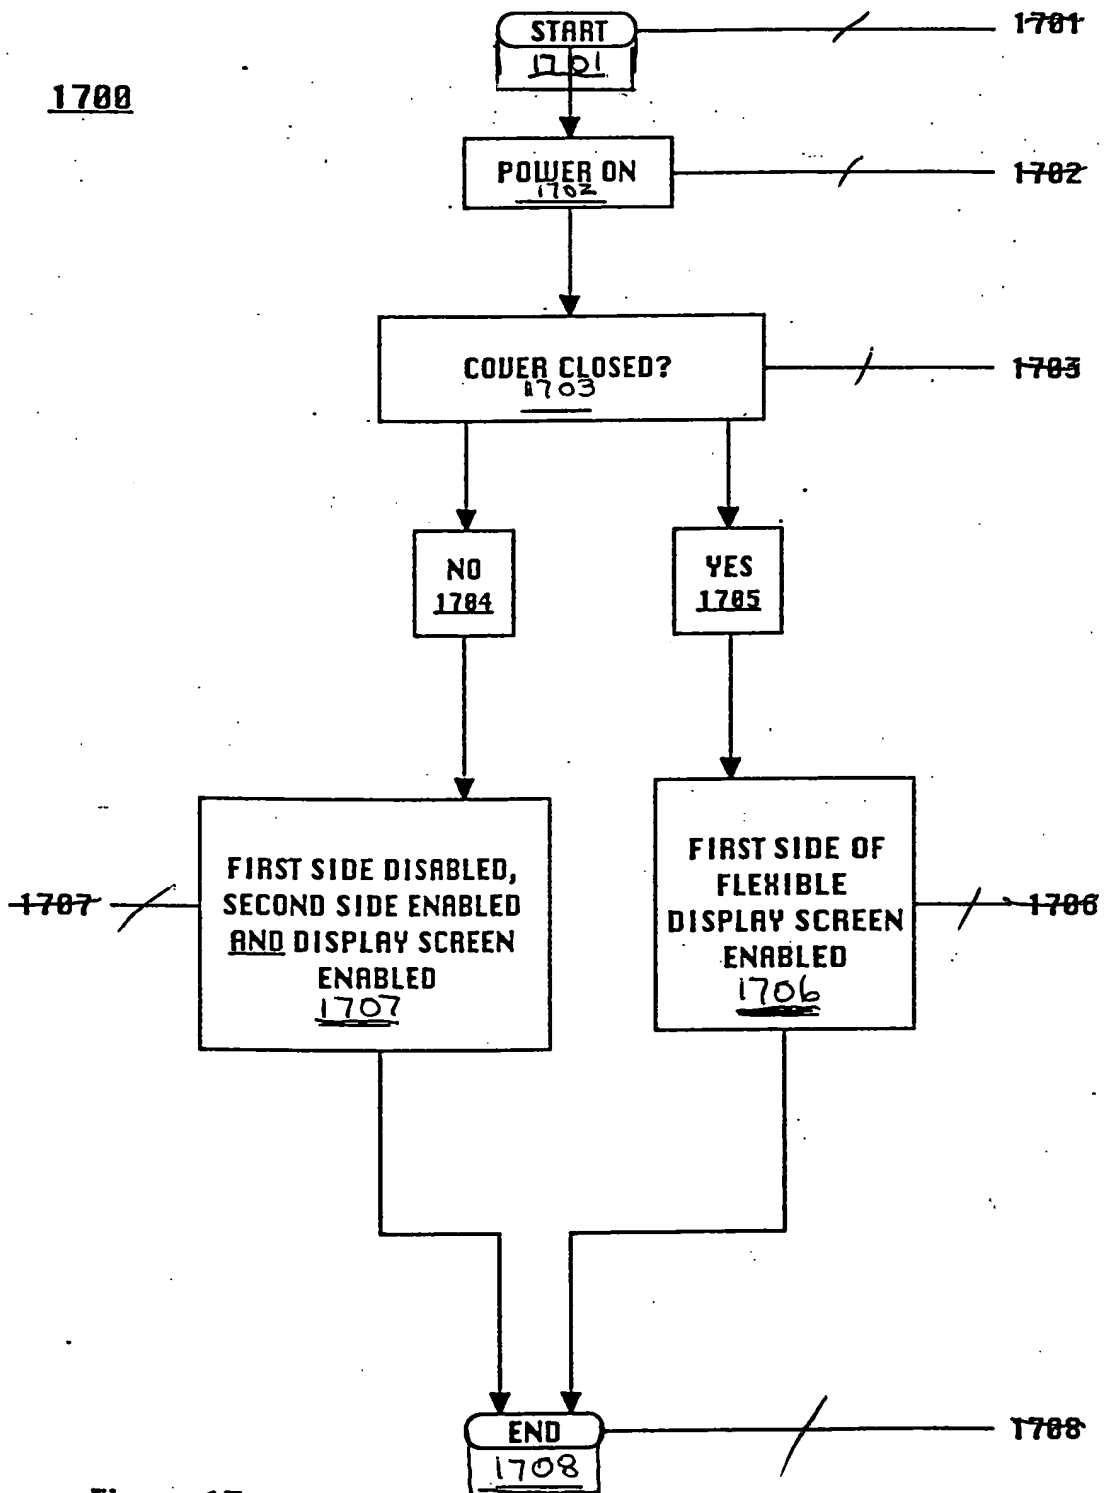 START
1701
1701
1700
POWER ON
1702
1702
COVER CLOSED?
1703
1703
NO
1704
YES
1705
FIRST SIDE DISABLED,
SECOND SIDE ENABLED
AND DISPLAY SCREEN
ENABLED
1707
1707
FIRST SIDE OF
FLEXIBLE
DISPLAY SCREEN
ENABLED
1706
1706
END
1708
1708